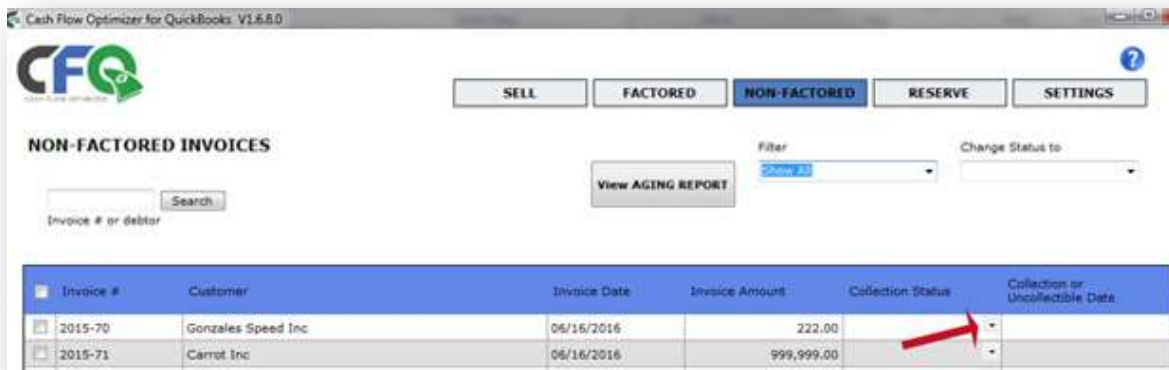 Cash Flow Optimizer for QuickBooks V1.6.8.0
CFO
?
SELL FACTORED NON-FACTORED RESERVE SETTINGS
NON-FACTORED INVOICES
Filter Change Status to
Show All
View AGING REPORT
Search
Invoice # or debtor
Invoice # Customer Invoice Date Invoice Amount Collection Status Collection or
Uncollectible Date
2015-70 Gonzales Speed Inc 06/16/2016 222.00
2015-71 Carrot Inc 06/16/2016 999,999.00